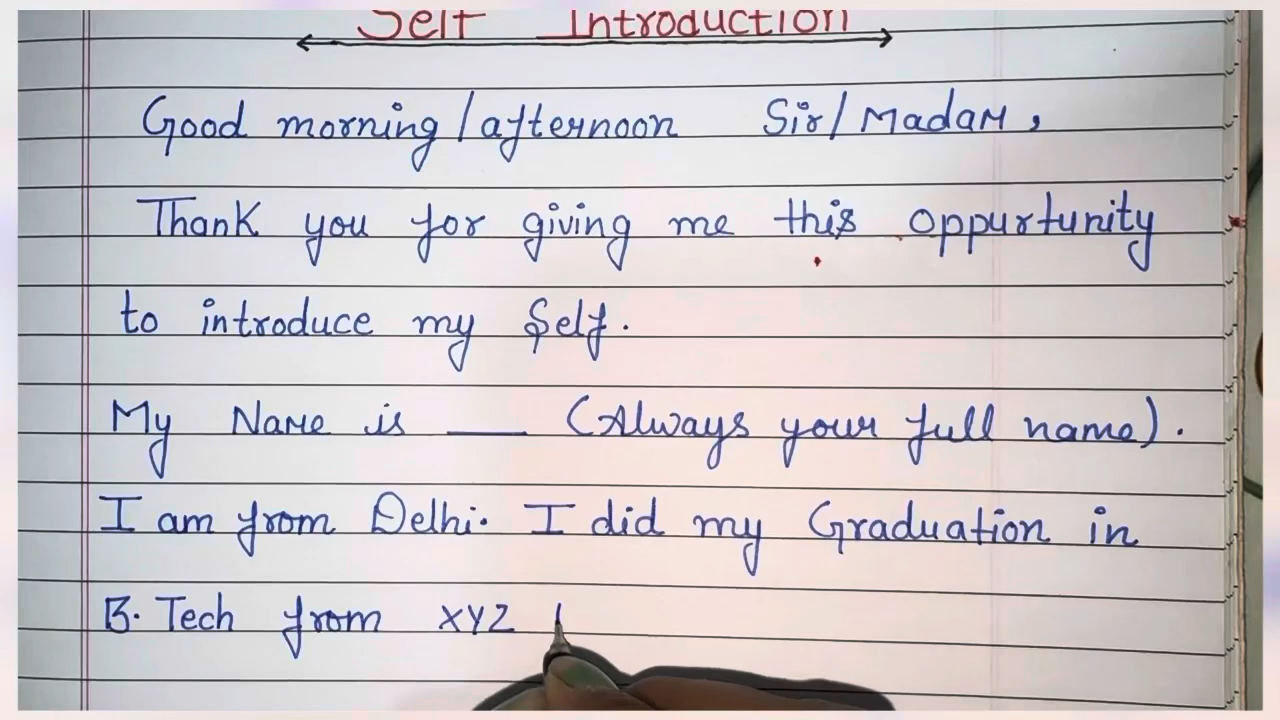 Self Introduction
Good morning/afternoon Sir/Madam,
Thank you for giving me this oppurtunity
to introduce my Self.
My Name is ___ (Always your full name).
I am from Delhi. I did my Graduation in
B. Tech from XYZ